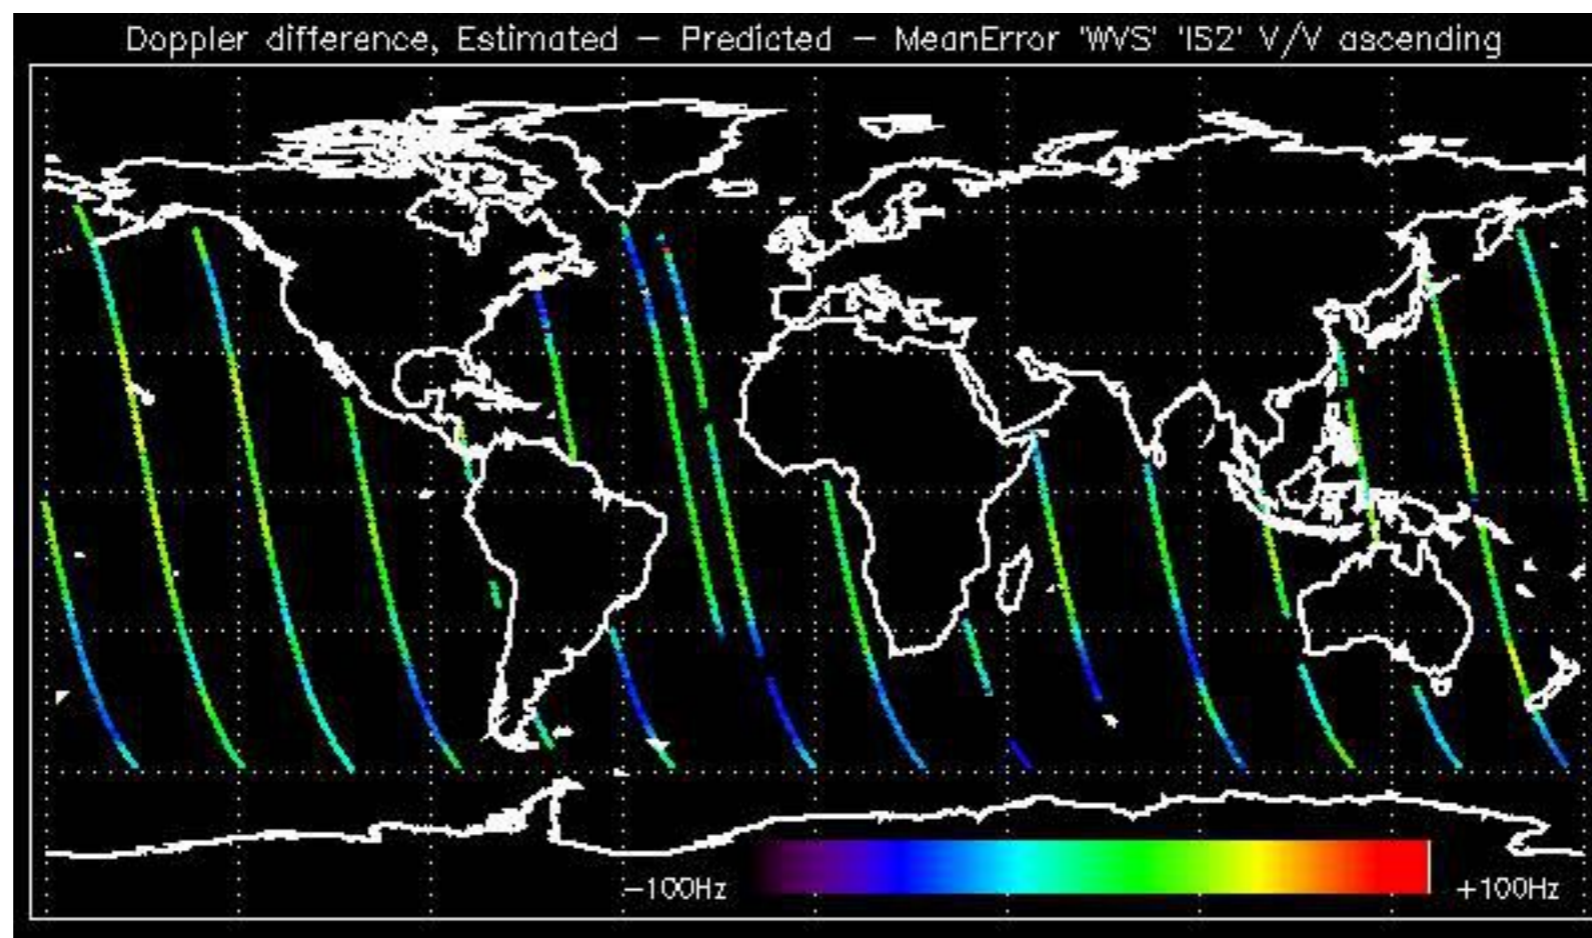 Doppler difference, Estimated - Predicted - MeanError 'WVS' 'IS2' V/V ascending
-100Hz +100Hz